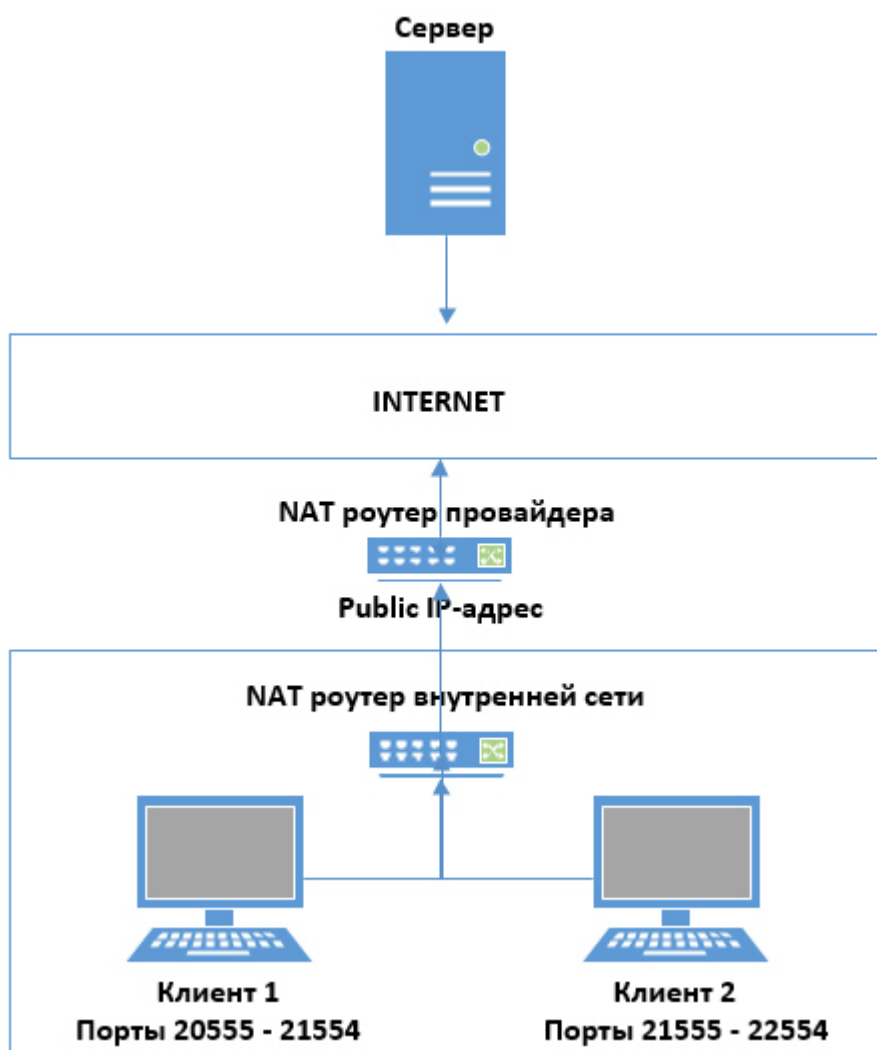 Сервер
INTERNET
NAT роутер провайдера
Public IP-адрес
NAT роутер внутренней сети
Клиент 1
Порты 20555 - 21554
Клиент 2
Порты 21555 - 22554